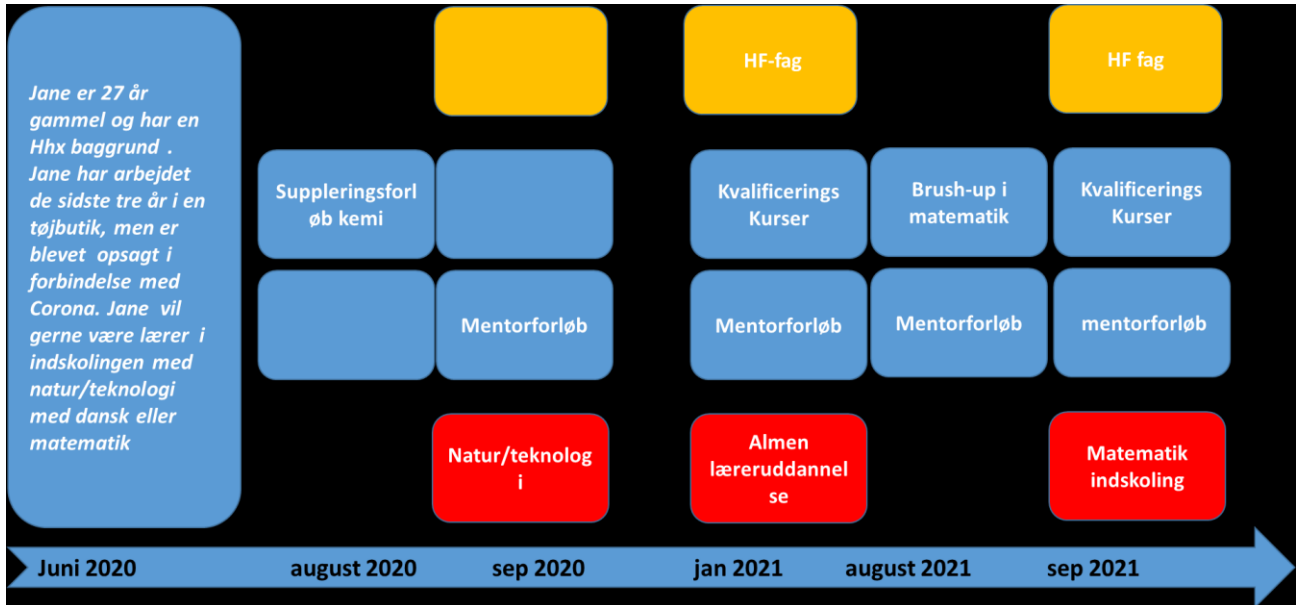 Jane er 27 år
gammel og har en
Hhx baggrund .
Jane har arbejdet
de sidste tre år i en
tøjbutik, men er
blevet opsagt i
forbindelse med
Corona. Jane vil
gerne være lærer i
indskolingen med
natur/teknologi
med dansk eller
matematik
HF-fag
HF fag
Suppleringsforl
øb kemi
Kvalificerings
Kurser
Brush-up i
matematik
Kvalificerings
Kurser
Mentorforløb
Mentorforløb
Mentorforløb
mentorforløb
Natur/teknolog
i
Almen
læreruddannel
se
Matematik
indskoling
Juni 2020
august 2020
sep 2020
jan 2021
august 2021
sep 2021